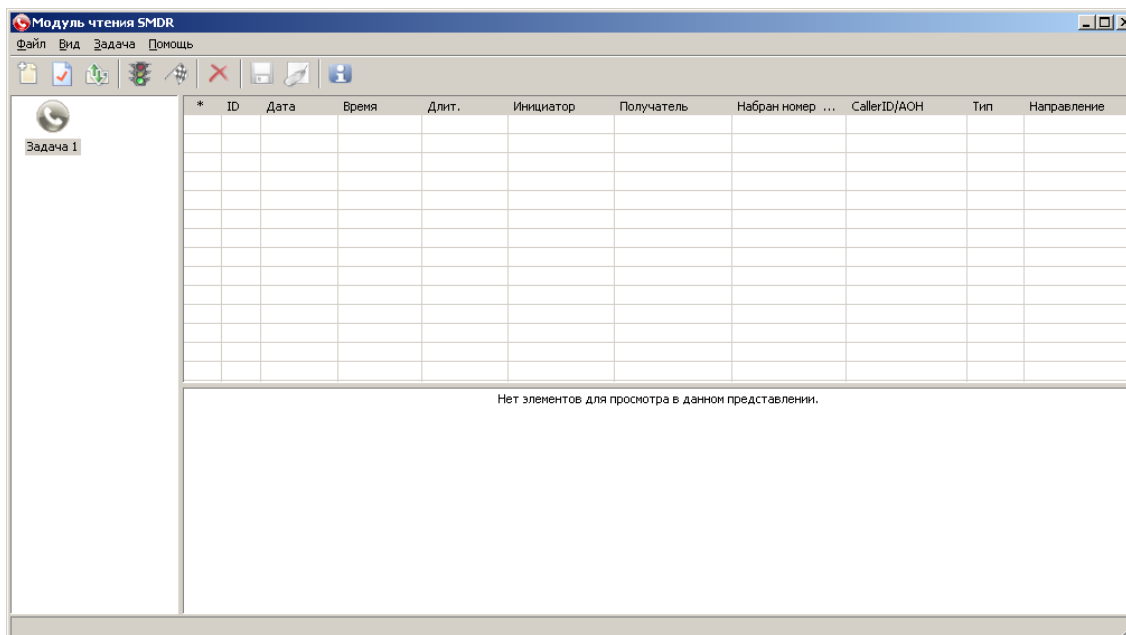 Модуль чтения SMDR
Файл Вид Задача Помощь
* ID Дата Время Длит. Инициатор Получатель Набран номер ... CallerID/АОН Тип Направление
Задача 1
Нет элементов для просмотра в данном представлении.